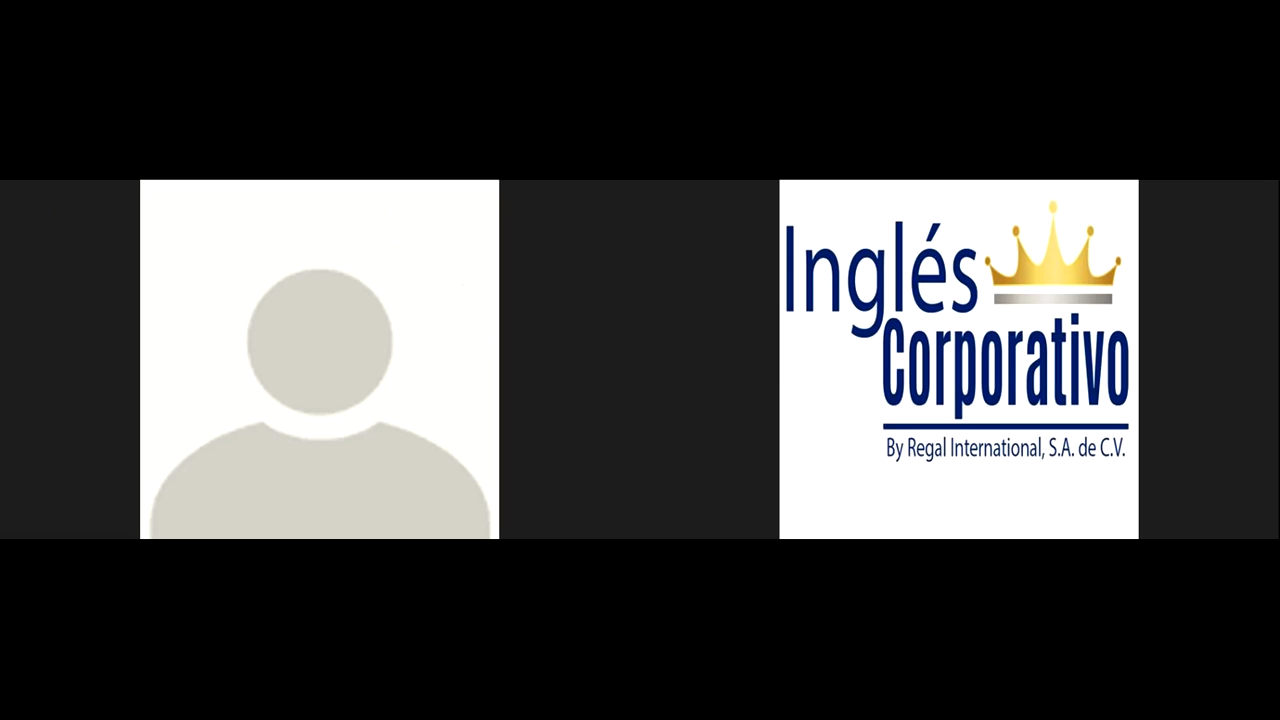 Inglés
Corporativo
By Regal International, S.A. de C.V.